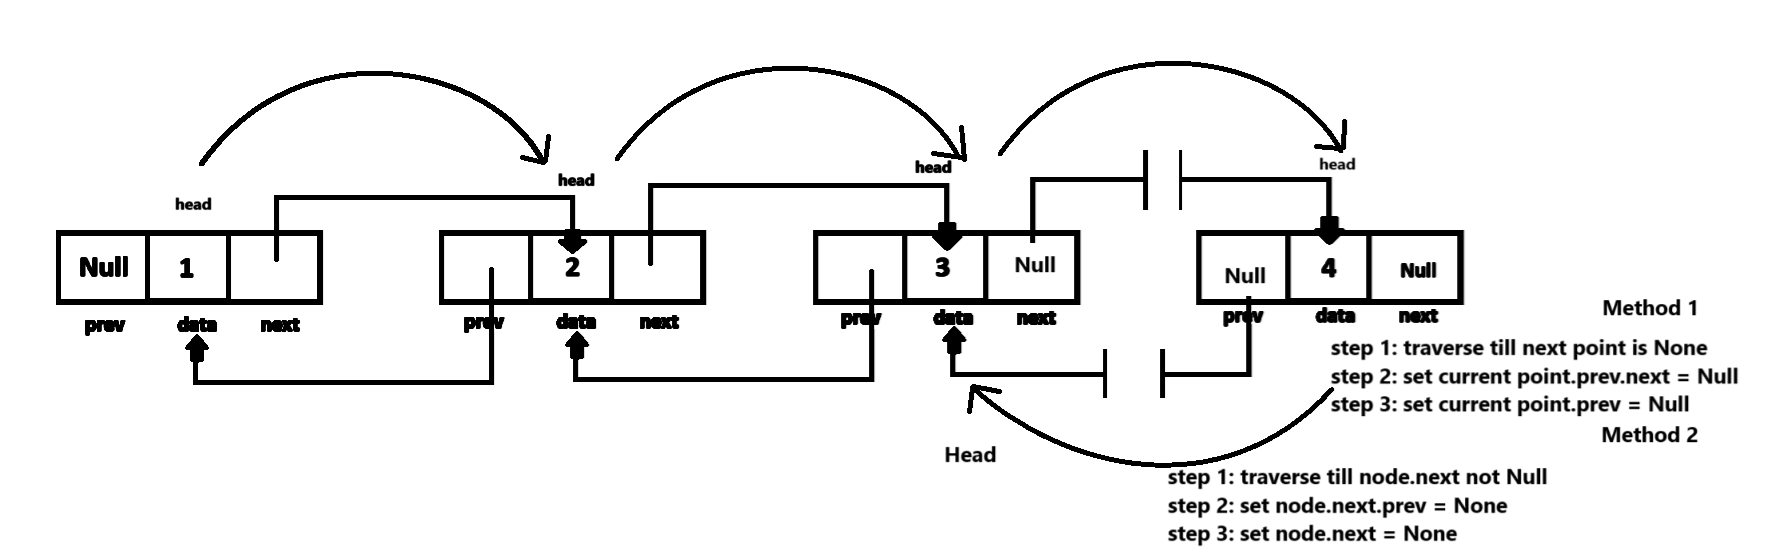 head
head
head
head
Null 1
2
3 Null
Null 4 Null
prev data next
prev data next
prev data next
prev data next
Method 1
step 1: traverse till next point is None
step 2: set current point.prev.next = Null
step 3: set current point.prev = Null
Method 2
Head
step 1: traverse till node.next not Null
step 2: set node.next.prev = None
step 3: set node.next = None